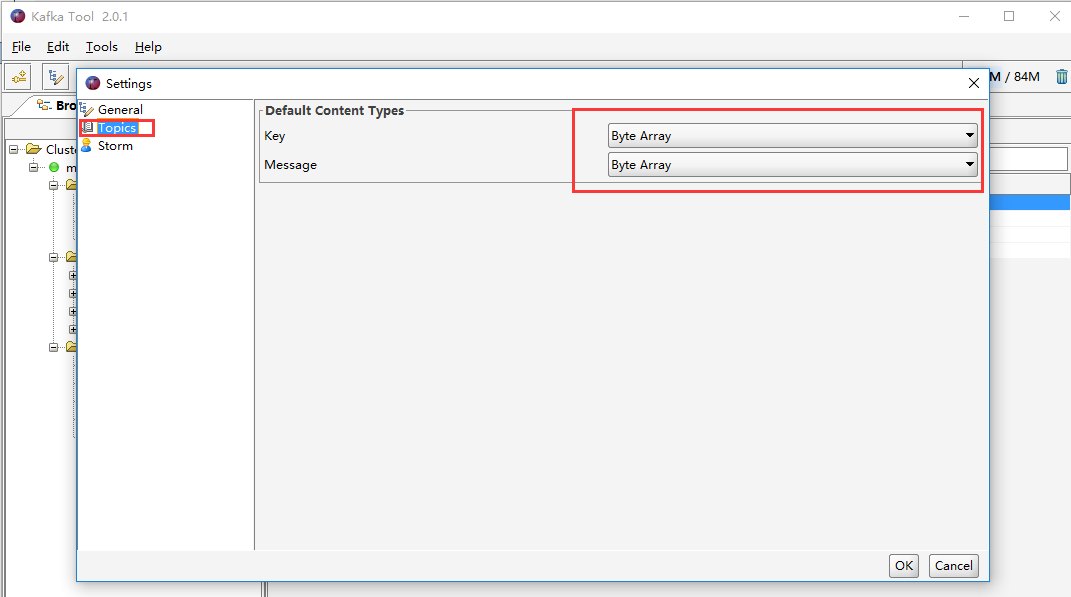 Kafka Tool 2.0.1
File Edit Tools Help
Settings
M / 84M
Bro
General
Topics
Storm
Default Content Types
Key
Byte Array
Message
Byte Array
Cluste
m
OK
Cancel